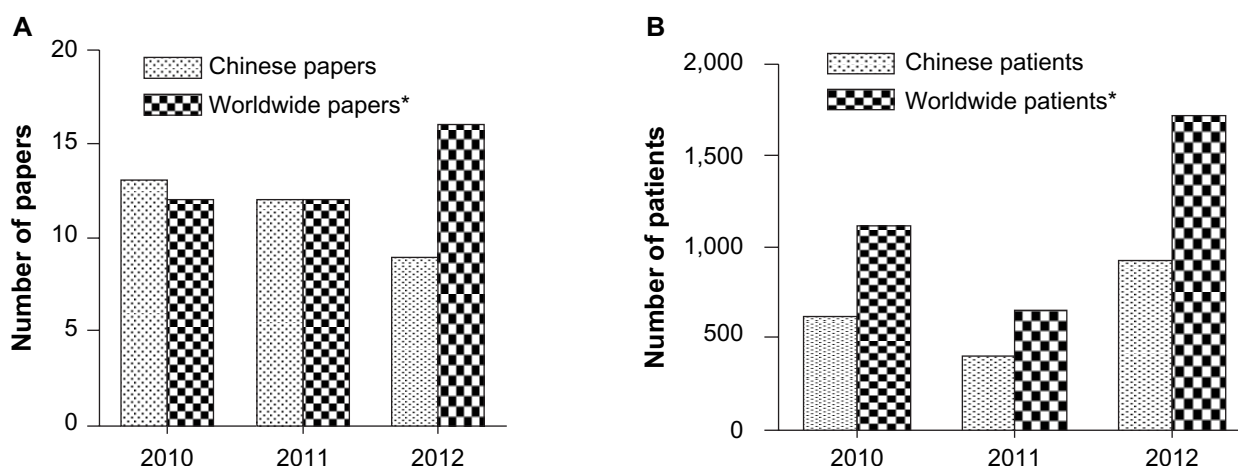 A
Number of papers
20
15
10
5
0
Chinese papers
Worldwide papers*
2010
2011
2012
B
Number of patients
2,000
1,500
1,000
500
0
Chinese patients
Worldwide patients*
2010
2011
2012